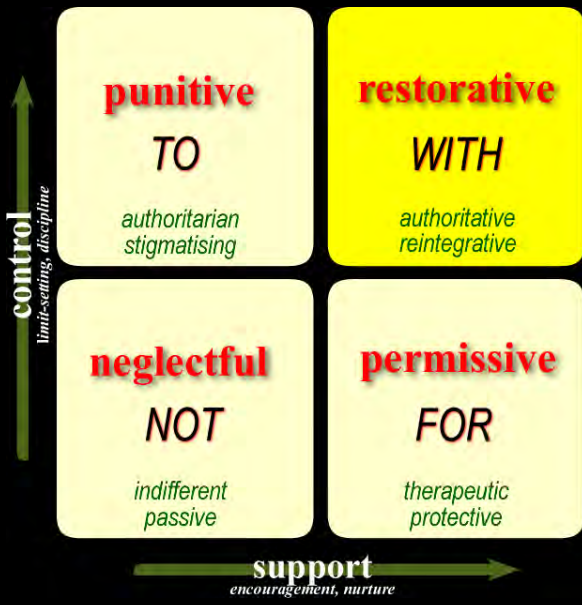 punitive
TO
authoritarian
stigmatising
restorative
WITH
authoritative
reintegrative
control
limit-setting, discipline
neglectful
NOT
indifferent
passive
permissive
FOR
therapeutic
protective
support
encouragement, nurture